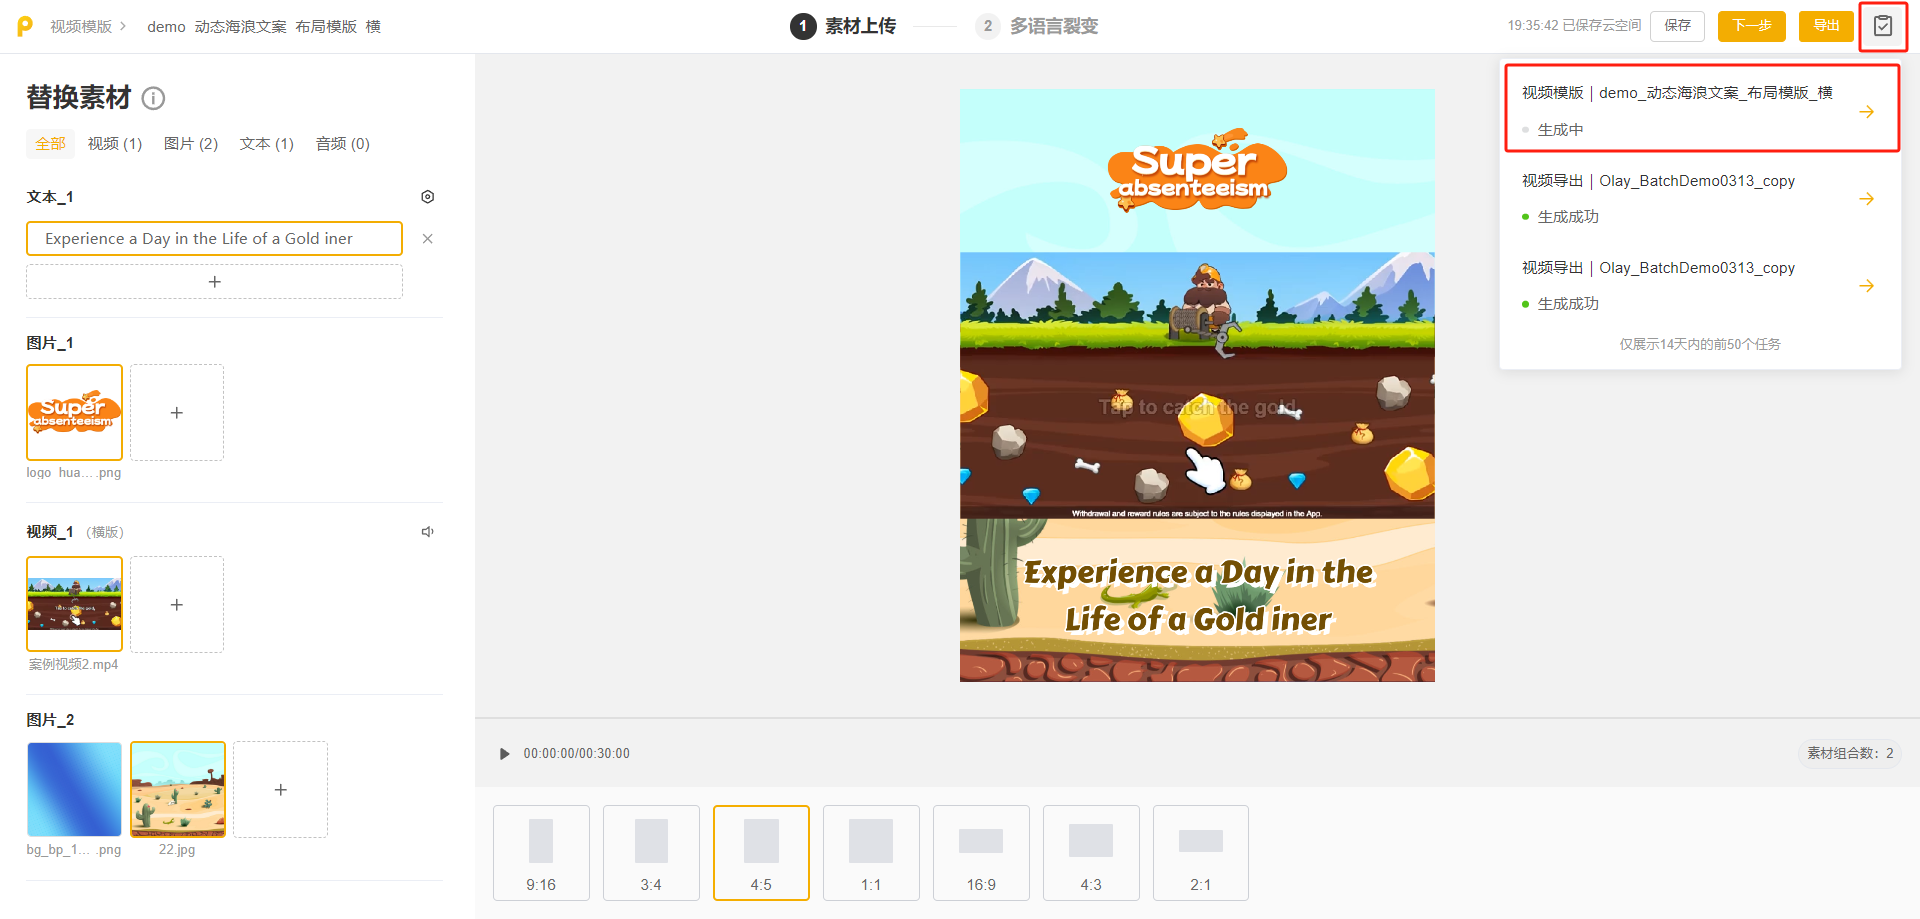 视频模版
demo 动态海浪文案 布局模版 横
1 素材上传
2 多语言裂变
19:35:42 已保存云空间
保存
下一步
导出
替换素材
全部 视频 (1) 图片 (2) 文本 (1) 音频 (0)
文本_1
Experience a Day in the Life of a Gold iner
图片_1
Super
absenteeism
logo hua... .png
视频_1 (横版)
Tap to catch the gold
案例视频2.mp4
图片_2
bg_bp_1... .png
22.jpg
Super
absenteeism
Tap to catch the gold
Withdrawal and reward rules are subject to the rules displayed in the App.
Experience a Day in the
Life of a Gold iner
视频模版 | demo_动态海浪文案_布局模版_横
生成中
视频导出 | Olay_BatchDemo0313_copy
生成成功
视频导出 | Olay_BatchDemo0313_copy
生成成功
仅展示14天内的前50个任务
00:00:00/00:30:00
素材组合数: 2
9:16
3:4
4:5
1:1
16:9
4:3
2:1